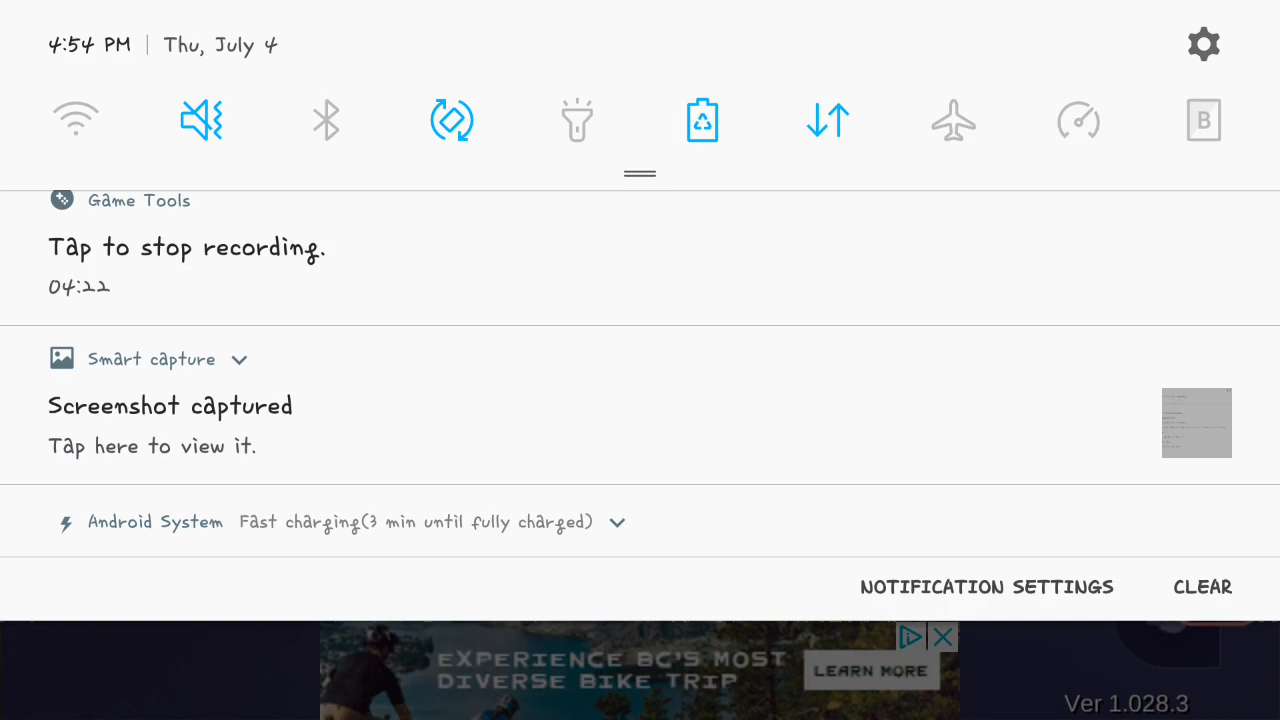 4:54 PM | Thu, July 4
B
Game Tools
Tap to stop recording.
04:22
Smart capture
Screenshot captured
Tap here to view it.
Android System Fast charging(3 min until fully charged)
NOTIFICATION SETTINGS CLEAR
EXPERIENCE BC'S MOST
DIVERSE BIKE TRIP
LEARN MORE
Ver 1.028.3